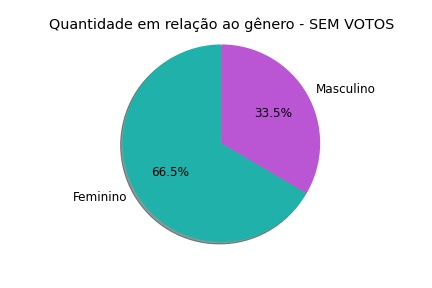 Quantidade em relação ao gênero - SEM VOTOS
Masculino
33.5%
66.5%
Feminino